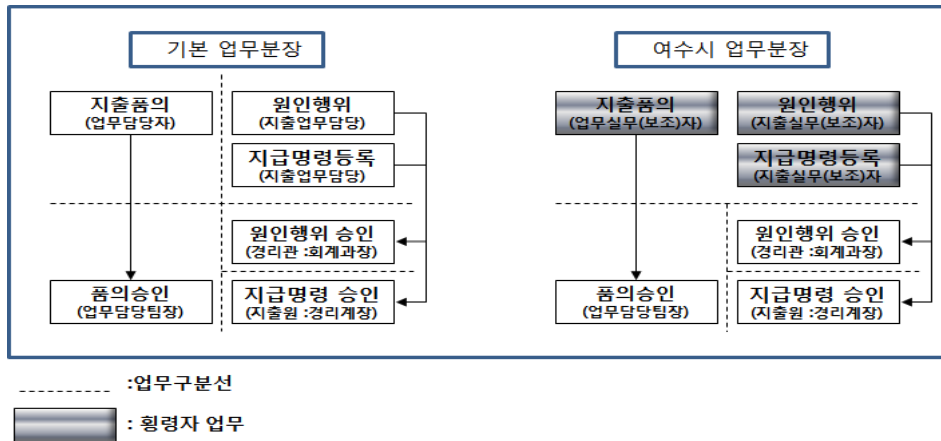 기본 업무분장
여수시 업무분장
지출품의
(업무담당자)
원인행위
(지출업무담당)
지급명령등록
(지출업무담당)
원인행위 승인
(경리관 :회계과장)
품의승인
(업무담당팀장)
지급명령 승인
(지출원 :경리계장)
지출품의
(업무실무(보조)자)
원인행위
(지출실무(보조)자)
지급명령등록
(지출실무(보조)자
원인행위 승인
(경리관 :회계과장)
품의승인
(업무담당팀장)
지급명령 승인
(지출원 :경리계장)
:업무구분선
: 횡령자 업무